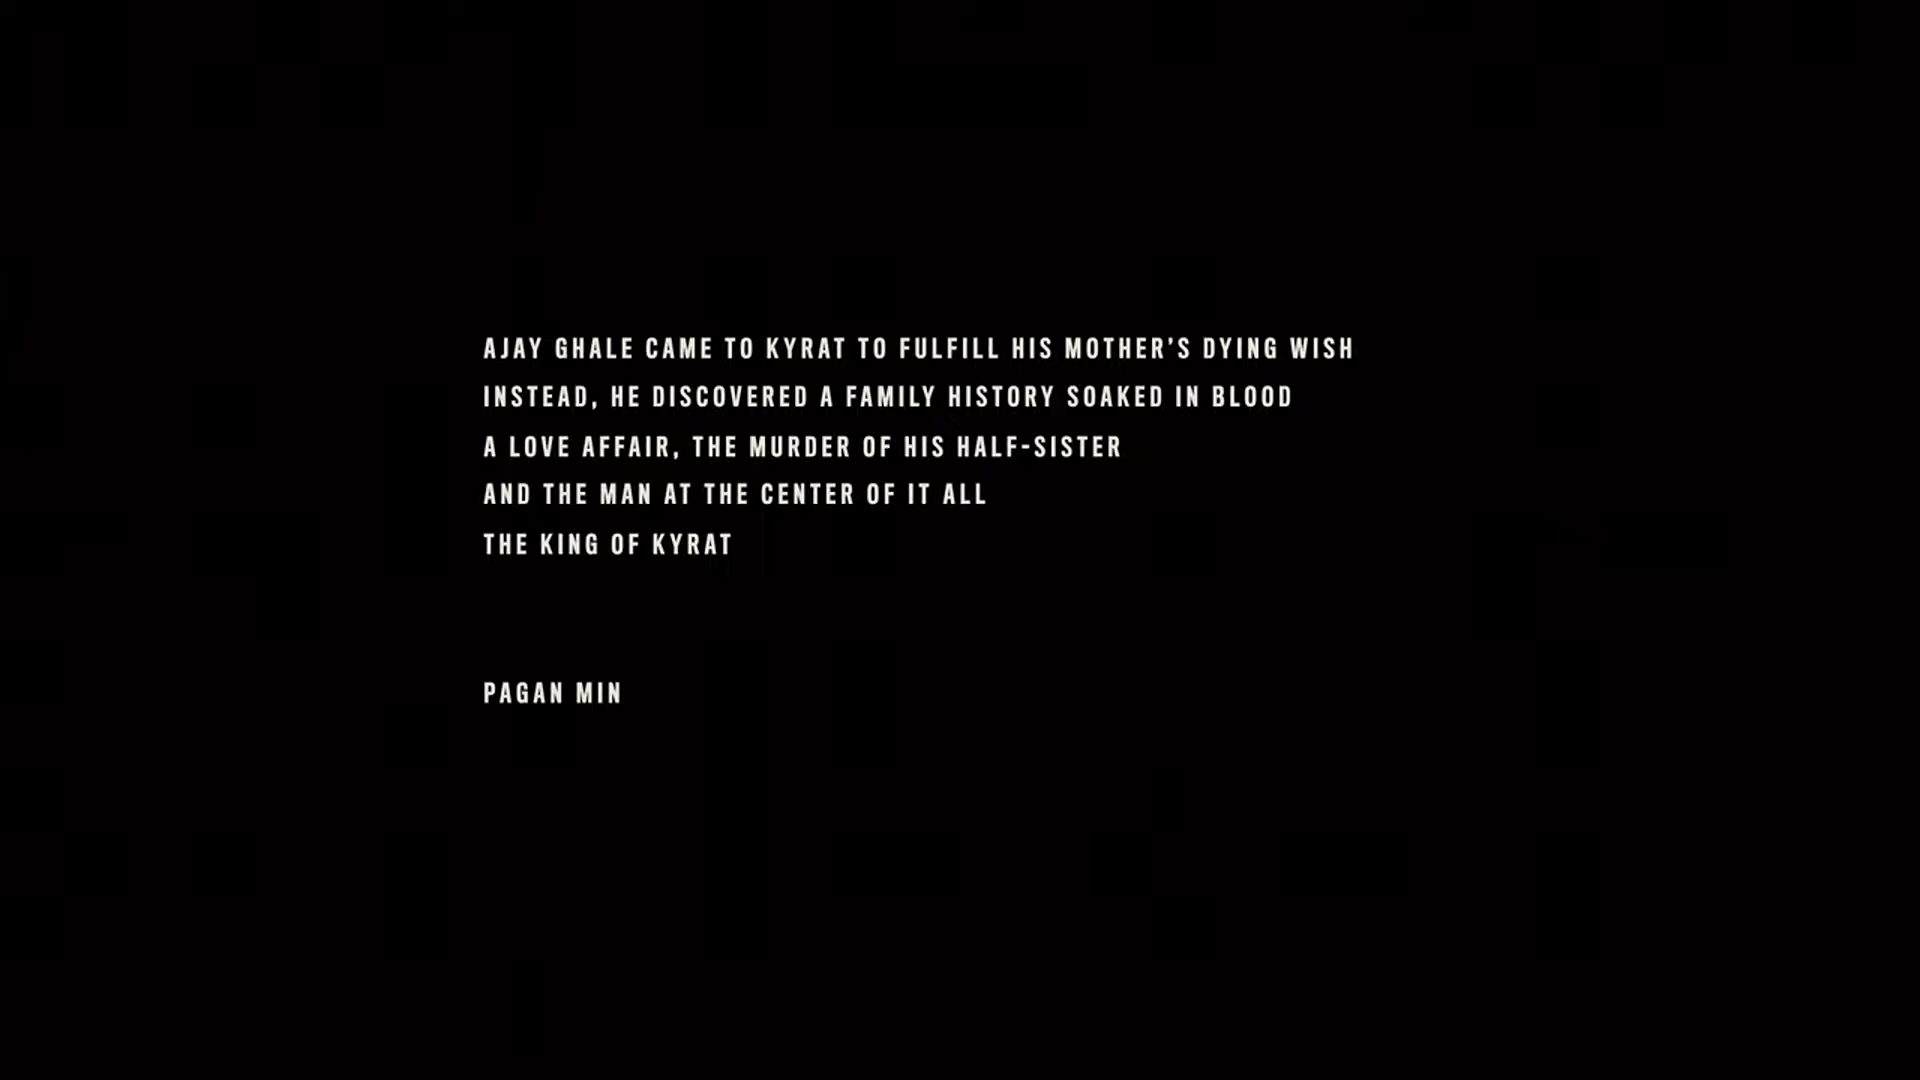 AJAY GHALE CAME TO KYRAT TO FULFILL HIS MOTHER’S DYING WISH
INSTEAD, HE DISCOVERED A FAMILY HISTORY SOAKED IN BLOOD
A LOVE AFFAIR, THE MURDER OF HIS HALF-SISTER
AND THE MAN AT THE CENTER OF IT ALL
THE KING OF KYRAT
PAGAN MIN